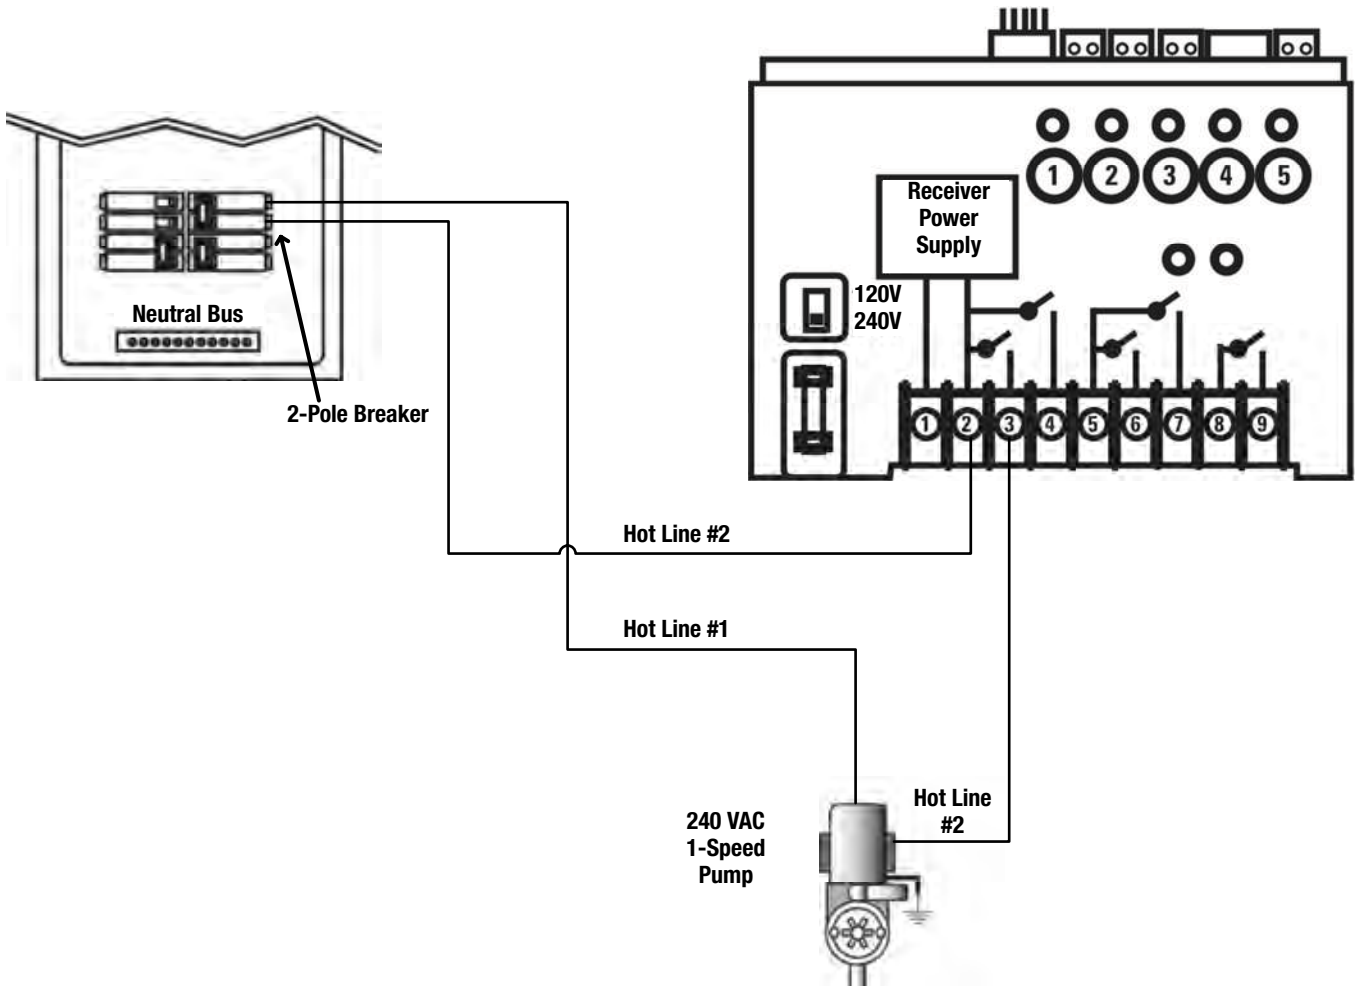 1 2 3 4 5
Receiver
Power
Supply
120V
240V
Neutral Bus
2-Pole Breaker
1 2 3 4 5 6 7 8 9
Hot Line #2
Hot Line #1
Hot Line
#2
240 VAC
1-Speed
Pump